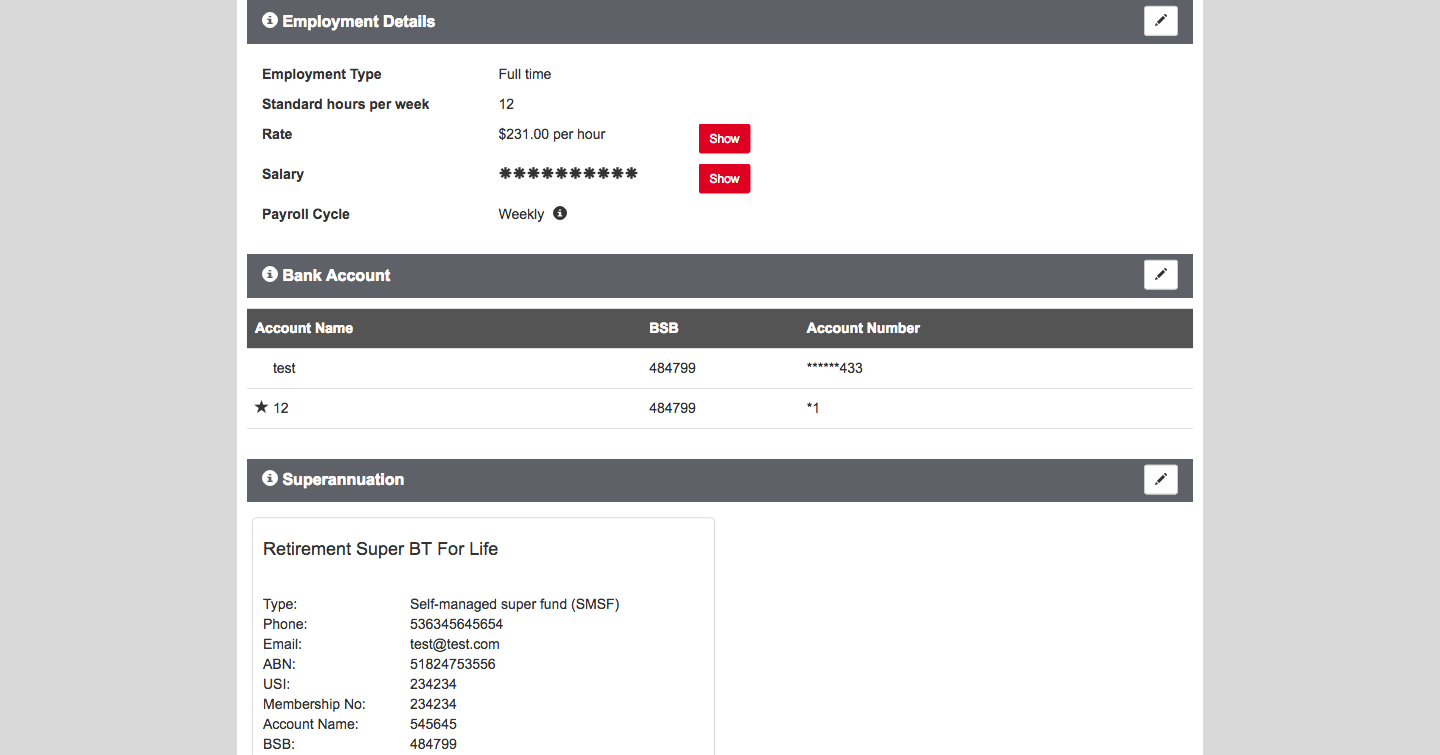 Employment Details
Employment Type Full time
Standard hours per week 12
Rate $231.00 per hour Show
Salary ✱✱✱✱✱✱✱✱✱✱ Show
Payroll Cycle Weekly
Bank Account
Account Name BSB Account Number
test 484799 ******433
★ 12 484799 *1
Superannuation
Retirement Super BT For Life
Type: Self-managed super fund (SMSF)
Phone: 536345645654
Email: test@test.com
ABN: 51824753556
USI: 234234
Membership No: 234234
Account Name: 545645
BSB: 484799